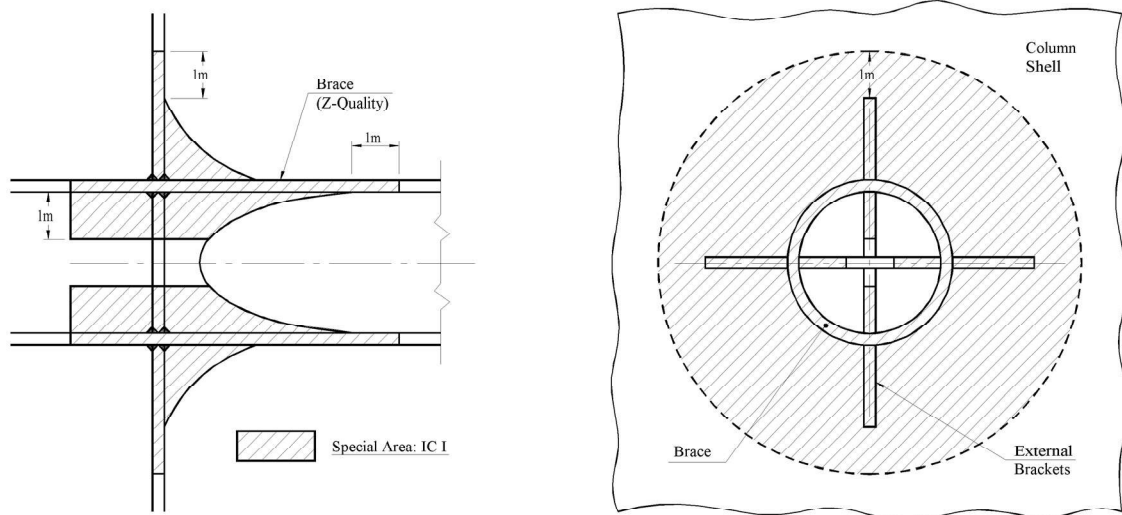 1m
Brace
(Z-Quality)
1m
1m
Special Area: IC I
Column
Shell
1m
Brace
External
Brackets